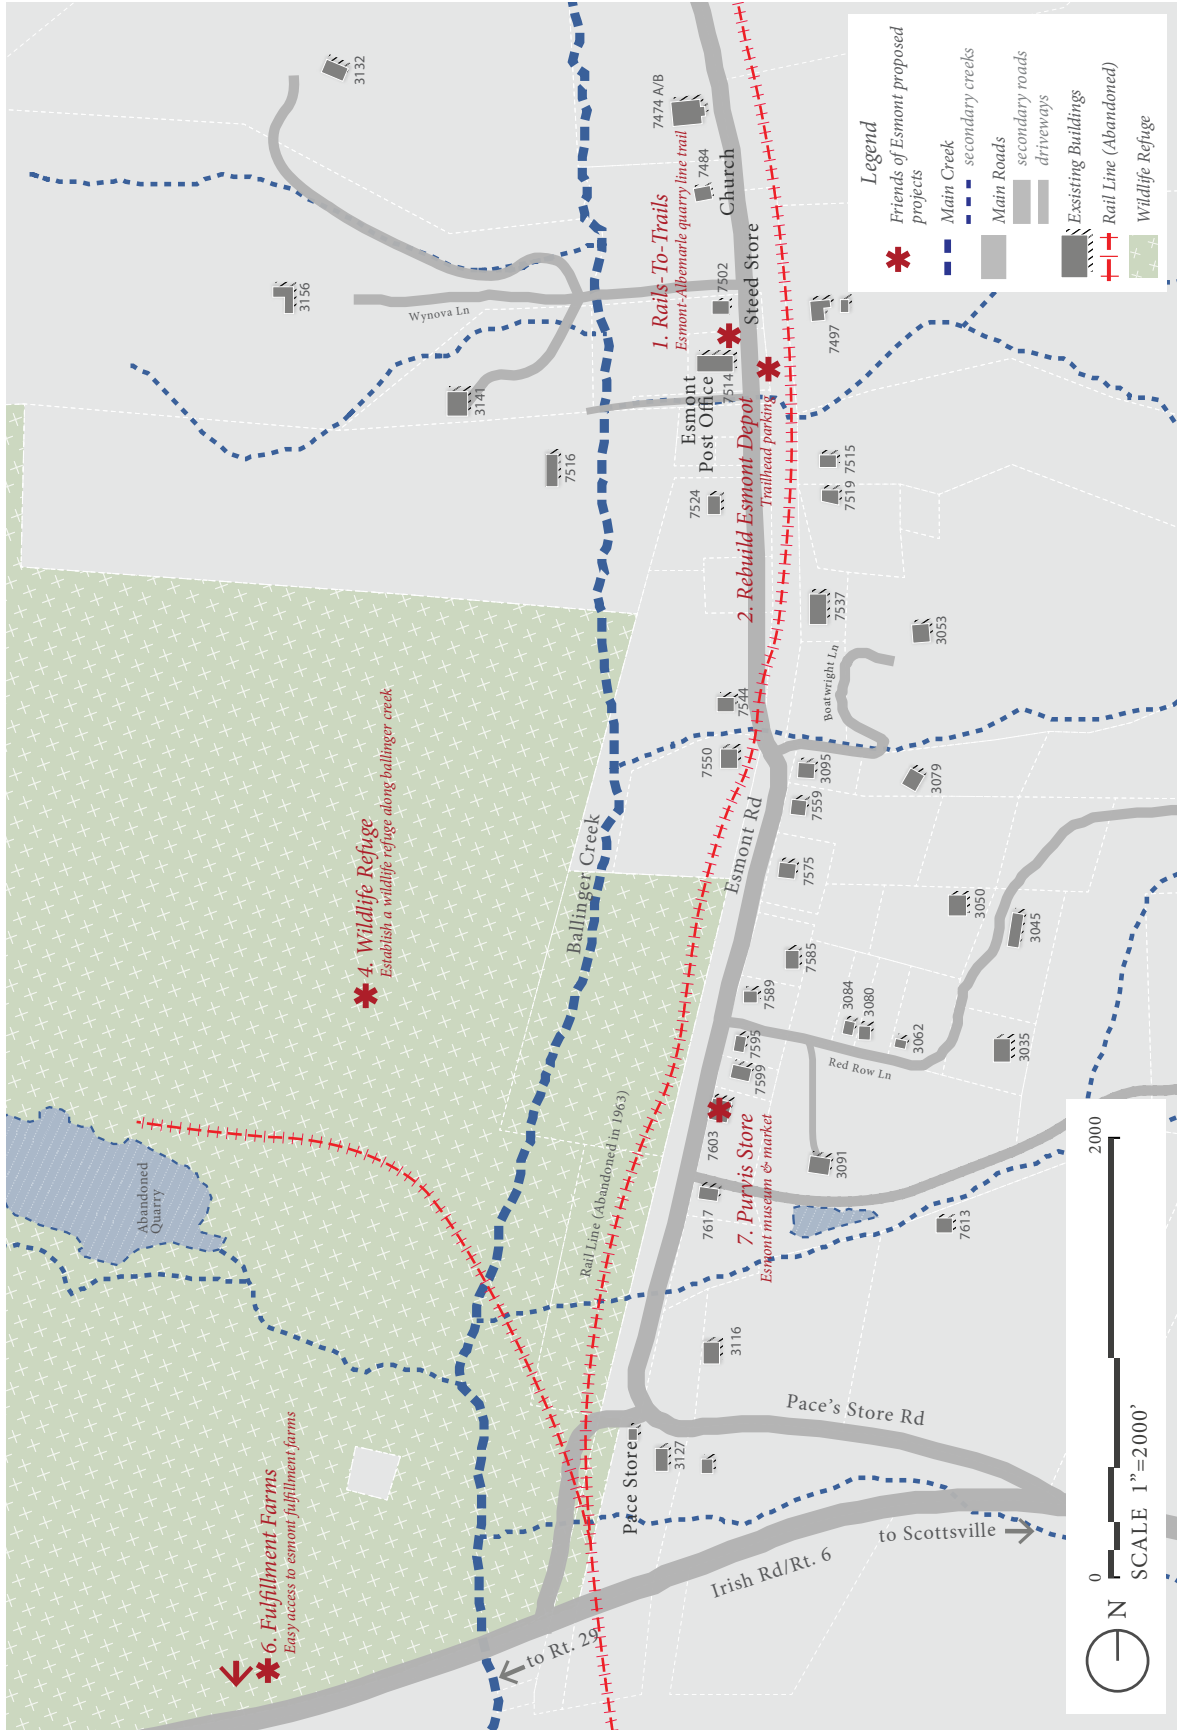 6. Fulfillment Farms
Easy access to esmont fulfillment farms
Abandoned
Quarry
4. Wildlife Refuge
Establish a wildlife refuge along ballinger creek
3156
3132
3141
Wynova Ln
7516
Ballinger Creek
Rail Line (Abandoned in 1963)
to Rt. 29
Pace Store
3127
3116
Irish Rd/Rt. 6
Pace's Store Rd
to Scottsville
7617
7603
7. Purvis Store
Esmont museum & market
7599
7595
7589
7585
7575
Esmont Rd
7559
3095
7550
7544
2. Rebuild Esmont Depot
Trailhead parking
7524
Esmont
Post Office
7514
1. Rails-To-Trails
Esmont-Albemarle quarry line trail
7502
Steed Store
7484
Church
7474 A/B
7497
7515
7519
7537
Boatwright Ln
3053
3079
3050
3045
3084
3080
3062
Red Row Ln
3035
3091
7613
N
0
2000
SCALE 1"=2000'
Legend
Friends of Esmont proposed
projects
Main Creek
secondary creeks
Main Roads
secondary roads
driveways
Exsisting Buildings
Rail Line (Abandoned)
Wildlife Refuge